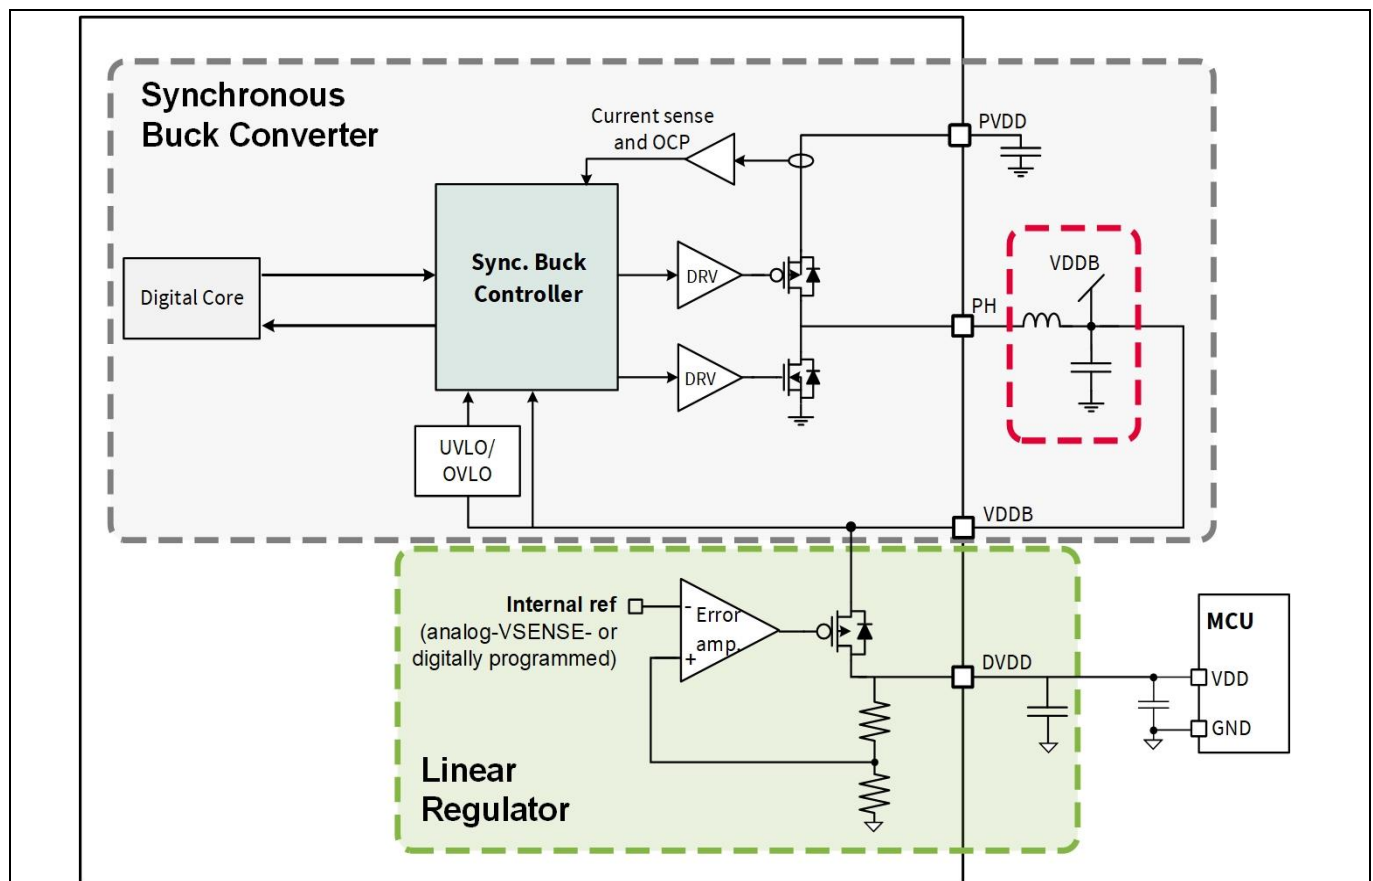 Synchronous
Buck Converter
Current sense
and OCP
PVDD
Digital Core
Sync. Buck
Controller
DRV
DRV
PH
VDDB
UVLO/
OVLO
VDDB
Internal ref
(analog-VSENSE- or
digitally programmed)
-
Error
amp.
+
DVDD
MCU
VDD
GND
Linear
Regulator